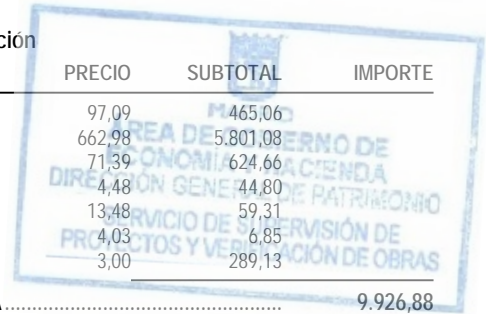 ción
PRECIO SUBTOTAL IMPORTE
97,09 465,06
662,98 5.801,08
71,39 624,66
4,48 44,80
13,48 59,31
4,03 6,85
3,00 289,13
A 9.926,88
MADRID
ÁREA DE GOBIERNO DE
ECONOMÍA Y HACIENDA
DIRECCIÓN GENERAL DE PATRIMONIO
SERVICIO DE SUPERVISIÓN DE
PROYECTOS Y VERIFICACIÓN DE OBRAS